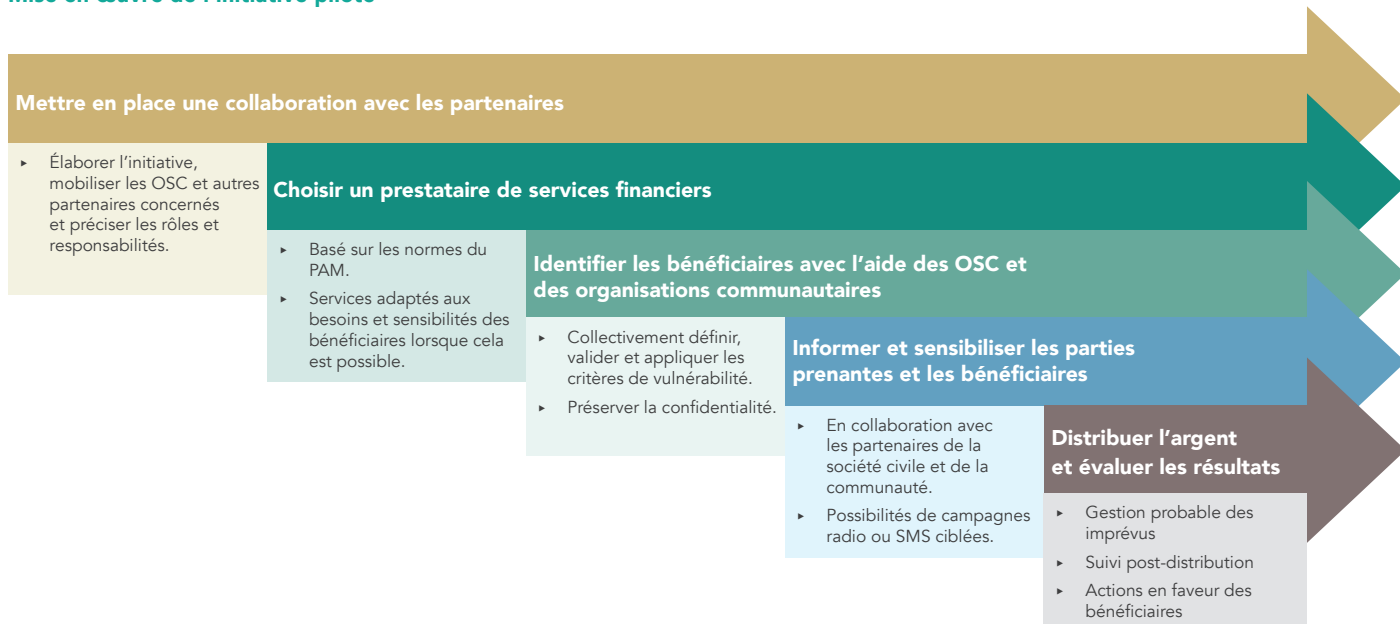 Mise en œuvre de l'initiative pilote
Mettre en place une collaboration avec les partenaires
▸ Élaborer l’initiative,
mobiliser les OSC et autres
partenaires concernés
et préciser les rôles et
responsabilités.
Choisir un prestataire de services financiers
▸ Basé sur les normes du
PAM.
▸ Services adaptés aux
besoins et sensibilités des
bénéficiaires lorsque cela
est possible.
Identifier les bénéficiaires avec l’aide des OSC et
des organisations communautaires
▸ Collectivement définir,
valider et appliquer les
critères de vulnérabilité.
▸ Préserver la confidentialité.
Informer et sensibiliser les parties
prenantes et les bénéficiaires
▸ En collaboration avec
les partenaires de la
société civile et de la
communauté.
▸ Possibilités de campagnes
radio ou SMS ciblées.
Distribuer l’argent
et évaluer les résultats
▸ Gestion probable des
imprévus
▸ Suivi post-distribution
▸ Actions en faveur des
bénéficiaires